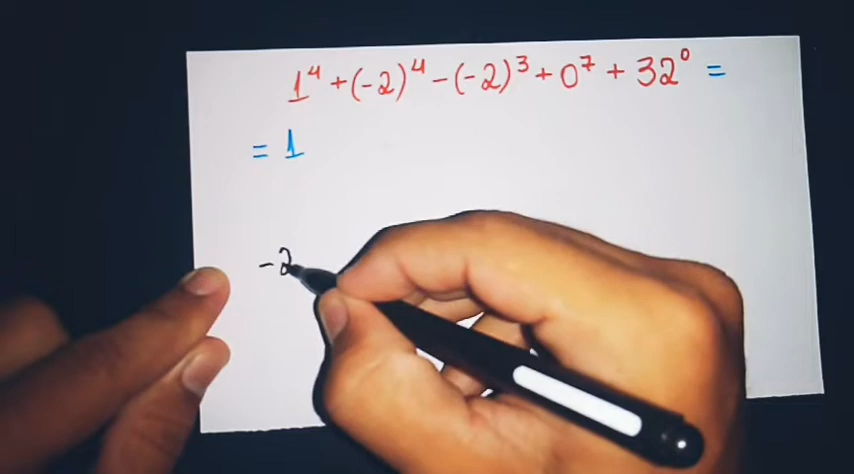 1⁴ + (-2)⁴ - (-2)³ + 0⁷ + 32⁰ =
= 1
-2